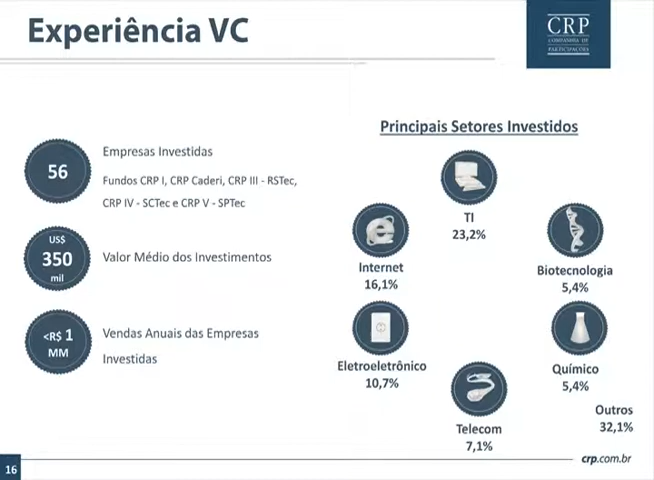 Experiência VC
CRP
COMPANHIA DE
PARTICIPAÇÕES
56
Empresas Investidas
Fundos CRP I, CRP Caderi, CRP III - RSTec,
CRP IV - SCTec e CRP V - SPTec
US$
350
mil
Valor Médio dos Investimentos
<R$ 1
MM
Vendas Anuais das Empresas
Investidas
Principais Setores Investidos
TI
23,2%
Internet
16,1%
Biotecnologia
5,4%
Eletroeletrônico
10,7%
Químico
5,4%
Telecom
7,1%
Outros
32,1%
16
crp.com.br